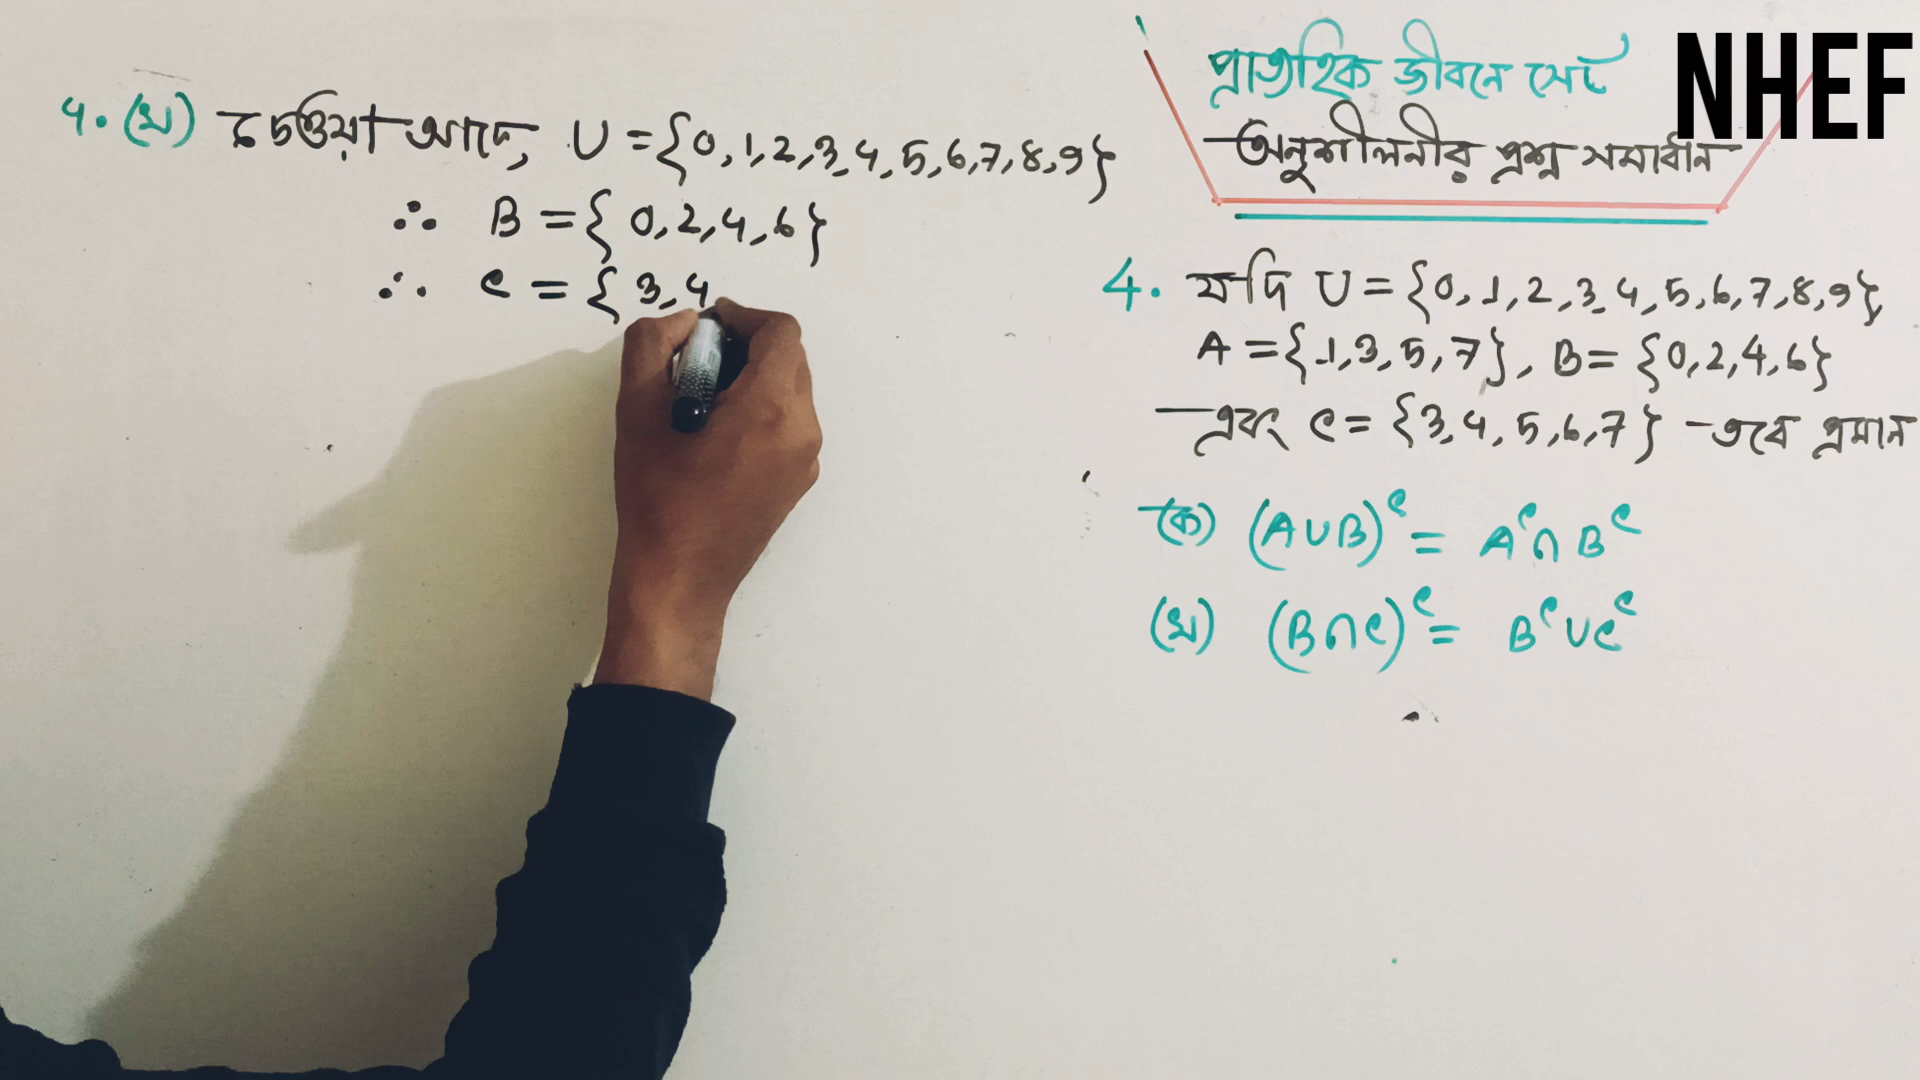 4. (খ) দেওয়া আছে, U = {0, 1, 2, 3, 4, 5, 6, 7, 8, 9}
∴ B = { 0, 2, 4, 6 }
∴ C = { 3, 4
NHEF
প্রাত্যহিক জীবনে সেট
অনুশীলনীর প্রশ্ন সমাধান
4. যদি U = {0, 1, 2, 3, 4, 5, 6, 7, 8, 9},
A = {1, 3, 5, 7}, B = {0, 2, 4, 6}
এবং C = {3, 4, 5, 6, 7} তবে প্রমান
(ক) (A∪B)ᶜ = Aᶜ∩Bᶜ
(খ) (B∩C)ᶜ = Bᶜ∪Cᶜ